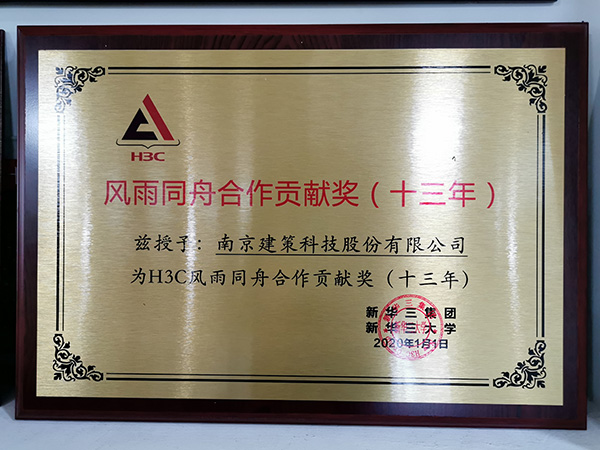 H3C
风雨同舟合作贡献奖（十三年）
兹授予：南京建策科技股份有限公司
为H3C风雨同舟合作贡献奖（十三年）
新华三集团
新华三大学
2020年1月1日